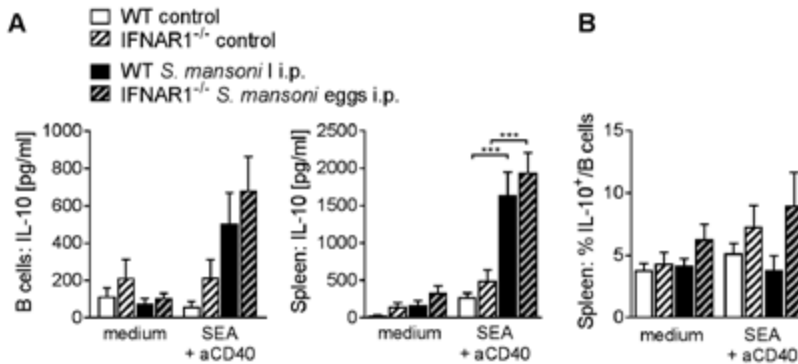 A
WT control
IFNAR1-/- control
WT S. mansoni I i.p.
IFNAR1-/- S. mansoni eggs i.p.
B cells: IL-10 [pg/ml]
1000
800
600
400
200
0
medium
SEA
+ aCD40
Spleen: IL-10 [pg/ml]
2500
2000
1500
1000
500
0
***
***
medium
SEA
+ aCD40
B
Spleen: % IL-10+/B cells
15
10
5
0
medium
SEA
+ aCD40